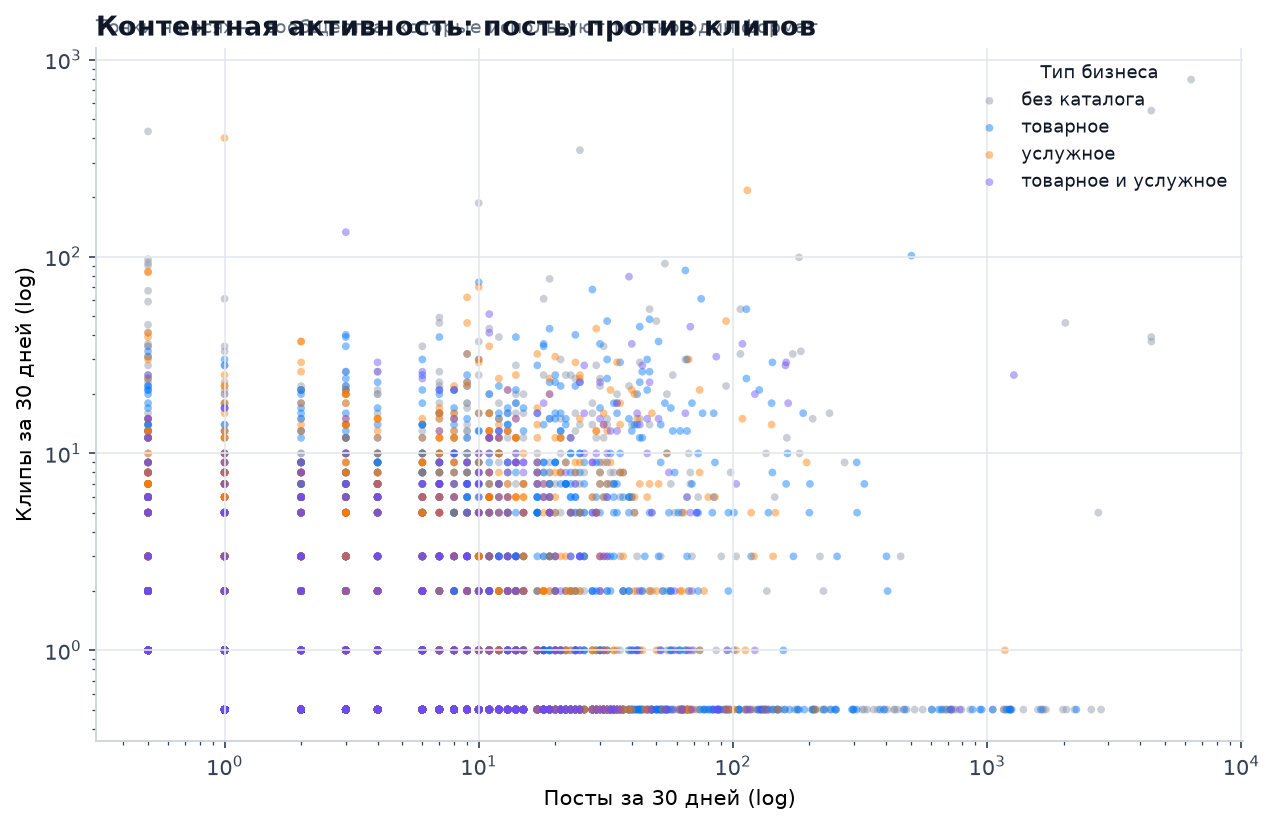 Контентная активность: посты против клипов
10³
10²
10¹
10⁰
Клипы за 30 дней (log)
Тип бизнеса
без каталога
товарное
услужное
товарное и услужное
10⁰ 10¹ 10² 10³ 10⁴
Посты за 30 дней (log)